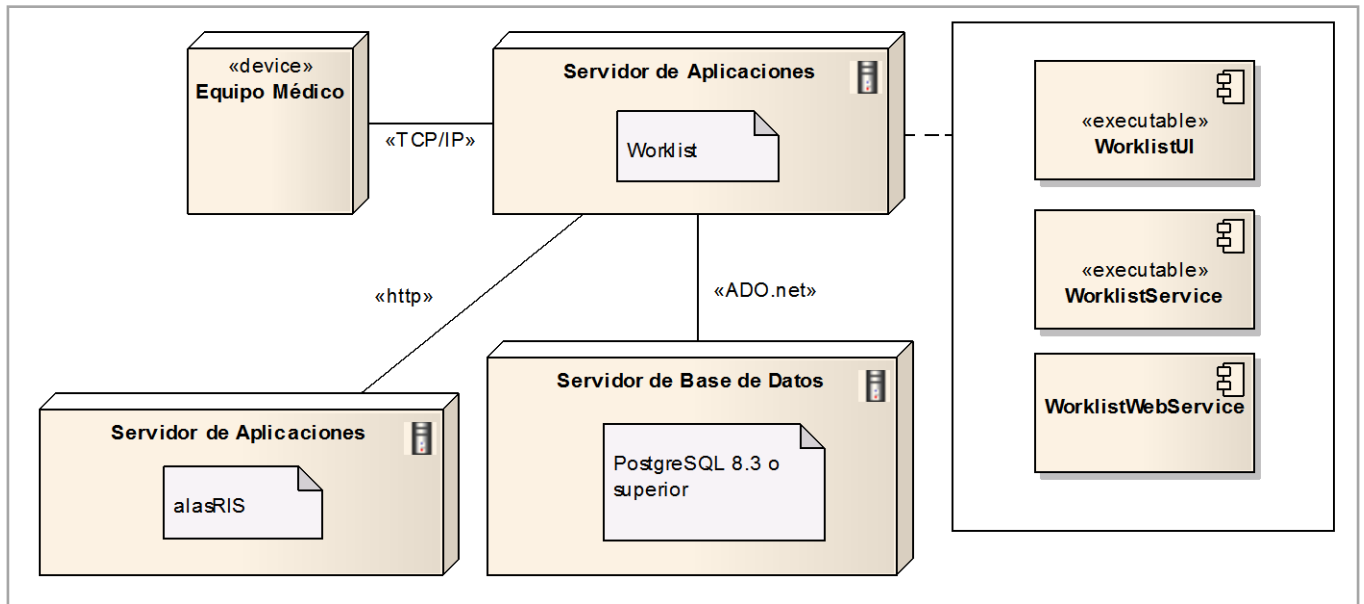 «device»
Equipo Médico
«TCP/IP»
Servidor de Aplicaciones
Worklist
«executable»
WorklistUI
«executable»
WorklistService
WorklistWebService
«http»
«ADO.net»
Servidor de Aplicaciones
alasRIS
Servidor de Base de Datos
PostgreSQL 8.3 o
superior